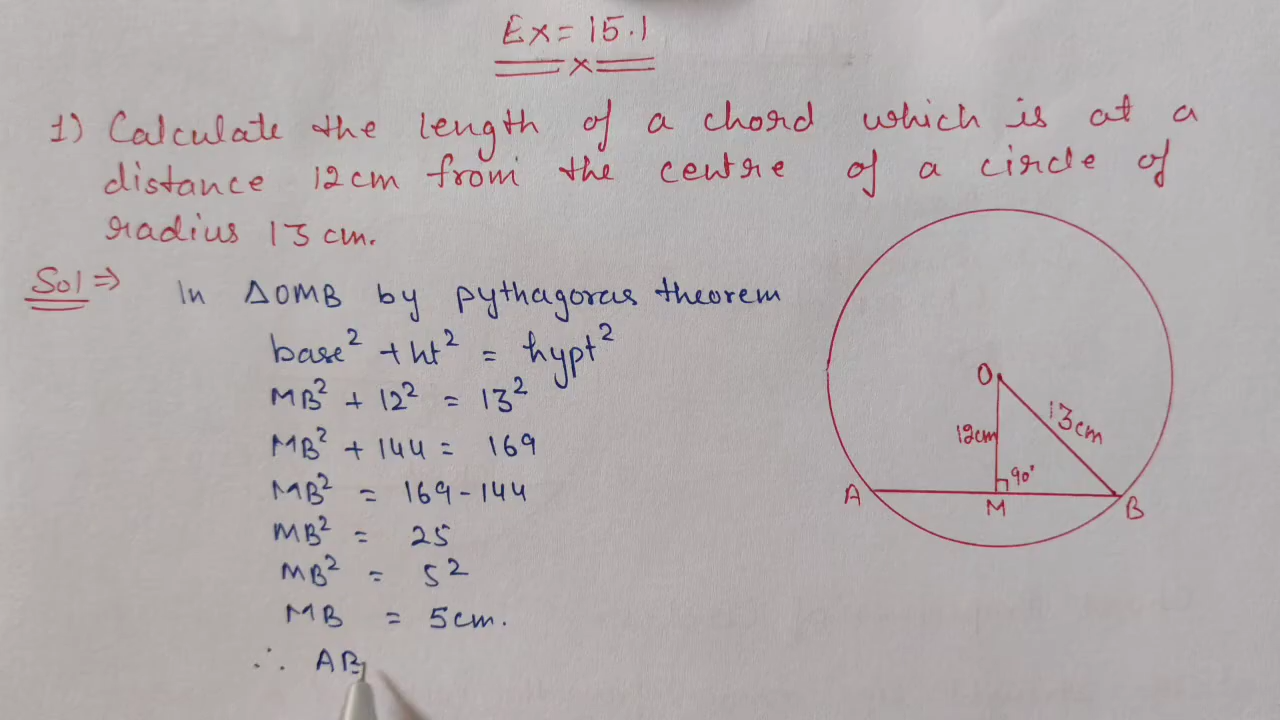 Ex = 15.1
1) Calculate the length of a chord which is at a
distance 12 cm from the centre of a circle of
radius 13 cm.
Sol ⇒ In ΔOMB by pythagoras theorem
base² + ht² = hypt²
MB² + 12² = 13²
MB² + 144 = 169
MB² = 169 - 144
MB² = 25
MB² = 5²
MB = 5cm.
∴ AB
O
12cm
13cm
90°
A
M
B